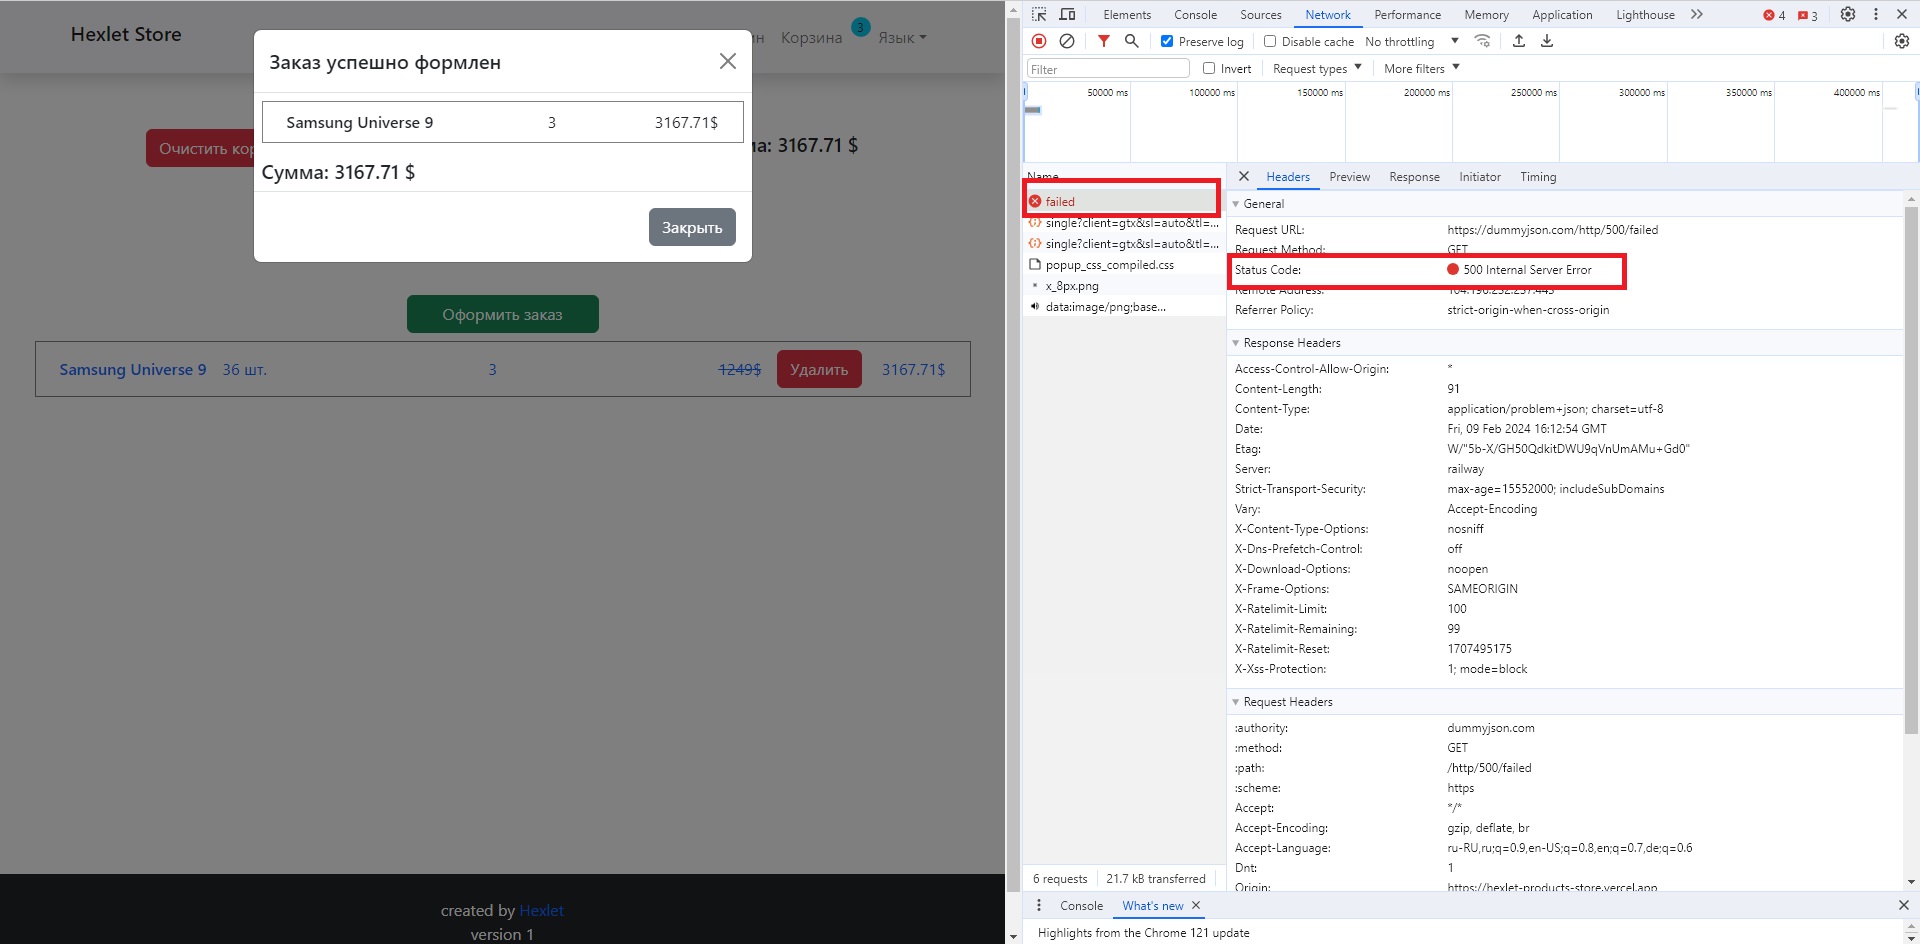 Hexlet Store
ин Корзина 3 Язык
Заказ успешно формлен
Samsung Universe 9 3 3167.71$
Сумма: 3167.71 $
Закрыть
Очистить кор
на: 3167.71 $
Оформить заказ
Samsung Universe 9 36 шт. 3 1249$ Удалить 3167.71$
created by Hexlet
version 1
Elements Console Sources Network Performance Memory Application Lighthouse 4 3
Preserve log Disable cache No throttling
Filter Invert Request types More filters
50000 ms 100000 ms 150000 ms 200000 ms 250000 ms 300000 ms 350000 ms 400000 ms
Name
failed
single?client=gtx&sl=auto&tl=...
single?client=gtx&sl=auto&tl=...
popup_css_compiled.css
x_8px.png
data:image/png;base...
6 requests 21.7 kB transferred
Headers Preview Response Initiator Timing
General
Request URL: https://dummyjson.com/http/500/failed
Request Method: GET
Status Code: 500 Internal Server Error
Remote Address: 104.196.232.237:443
Referrer Policy: strict-origin-when-cross-origin
Response Headers
Access-Control-Allow-Origin: *
Content-Length: 91
Content-Type: application/problem+json; charset=utf-8
Date: Fri, 09 Feb 2024 16:12:54 GMT
Etag: W/"5b-X/GH50QdkitDWU9qVnUmAMu+Gd0"
Server: railway
Strict-Transport-Security: max-age=15552000; includeSubDomains
Vary: Accept-Encoding
X-Content-Type-Options: nosniff
X-Dns-Prefetch-Control: off
X-Download-Options: noopen
X-Frame-Options: SAMEORIGIN
X-Ratelimit-Limit: 100
X-Ratelimit-Remaining: 99
X-Ratelimit-Reset: 1707495175
X-Xss-Protection: 1; mode=block
Request Headers
:authority: dummyjson.com
:method: GET
:path: /http/500/failed
:scheme: https
Accept: */*
Accept-Encoding: gzip, deflate, br
Accept-Language: ru-RU,ru;q=0.9,en-US;q=0.8,en;q=0.7,de;q=0.6
Dnt: 1
Origin: https://hexlet-products-store.vercel.app
Console What's new
Highlights from the Chrome 121 update